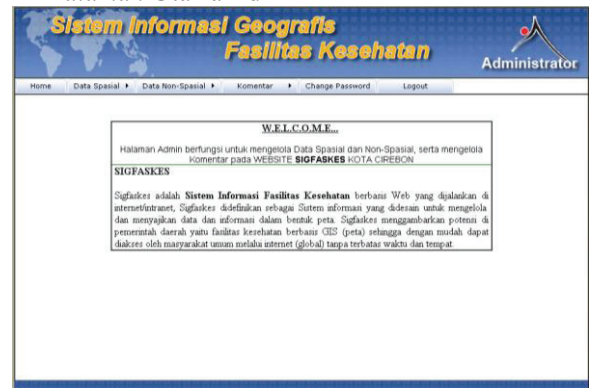 Sistem Informasi Geografis
Fasilitas Kesehatan
Administrator
Home Data Spasial Data Non-Spasial Komentar Change Password Logout
W.E.L.C.O.M.E...
Halaman Admin berfungsi untuk mengelola Data Spasial dan Non-Spasial, serta mengelola
Komentar pada WEBSITE SIGFASKES KOTA CIREBON
SIGFASKES
Sigfaskes adalah Sistem Informasi Fasilitas Kesehatan berbasis Web yang dijalankan di
internet/intranet, Sigfaskes didefinikan sebagai Sistem informasi yang didesain untuk mengelola
dan menyajikan data dan informasi dalam bentuk peta. Sigfaskes menggambarkan potensi di
pemerintah daerah yaitu fasilitas kesehatan berbasis GIS (peta) sehingga dengan mudah dapat
diakses oleh masyarakat umum melalui internet (global) tanpa terbatas waktu dan tempat.